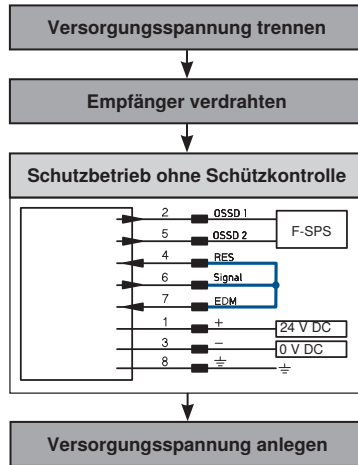 Versorgungsspannung trennen
Empfänger verdrahten
Schutzbetrieb ohne Schützkontrolle
2 OSSD 1
F-SPS
5 OSSD 2
4 RES
6 Signal
7 EDM
1 + 24 V DC
3 – 0 V DC
8
Versorgungsspannung anlegen